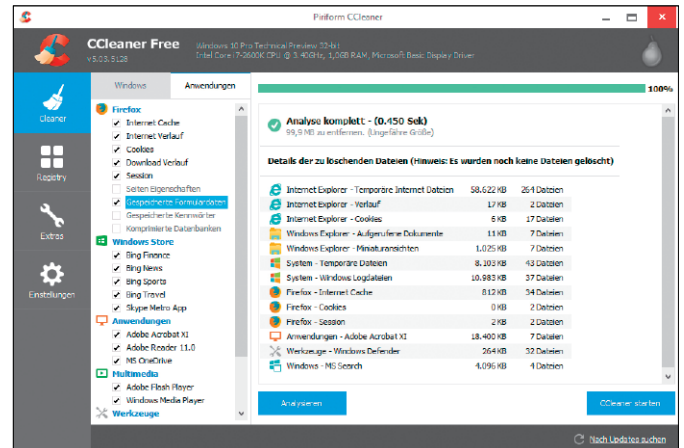 Piriform CCleaner
CCleaner Free
v5.03.5128
Windows 10 Pro Technical Preview 32-bit
Intel Core i7-2600K CPU @ 3.40GHz, 1,0GB RAM, Microsoft Basic Display Driver
Cleaner
Registry
Extras
Einstellungen
Windows
Anwendungen
Firefox
Internet Cache
Internet Verlauf
Cookies
Download Verlauf
Session
Seiten Eigenschaften
Gespeicherte Formulardaten
Gespeicherte Kennwörter
Komprimierte Datenbanken
Windows Store
Bing Finance
Bing News
Bing Sports
Bing Travel
Skype Metro App
Anwendungen
Adobe Acrobat XI
Adobe Reader 11.0
MS OneDrive
Multimedia
Adobe Flash Player
Windows Media Player
Werkzeuge
100%
Analyse komplett - (0.450 Sek)
99,9 MB zu entfernen. (Ungefähre Größe)
Details der zu löschenden Dateien (Hinweis: Es wurden noch keine Dateien gelöscht)
Internet Explorer - Temporäre Internet Dateien 58.622 KB 264 Dateien
Internet Explorer - Verlauf 17 KB 2 Dateien
Internet Explorer - Cookies 6 KB 17 Dateien
Windows Explorer - Aufgerufene Dokumente 11 KB 7 Dateien
Windows Explorer - Miniaturansichten 1.025 KB 7 Dateien
System - Temporäre Dateien 8.103 KB 43 Dateien
System - Windows Logdateien 10.983 KB 37 Dateien
Firefox - Internet Cache 812 KB 34 Dateien
Firefox - Cookies 0 KB 2 Dateien
Firefox - Session 2 KB 2 Dateien
Anwendungen - Adobe Acrobat XI 18.400 KB 7 Dateien
Werkzeuge - Windows Defender 264 KB 32 Dateien
Windows - MS Search 4.096 KB 4 Dateien
Analysieren
CCleaner starten
Nach Updates suchen